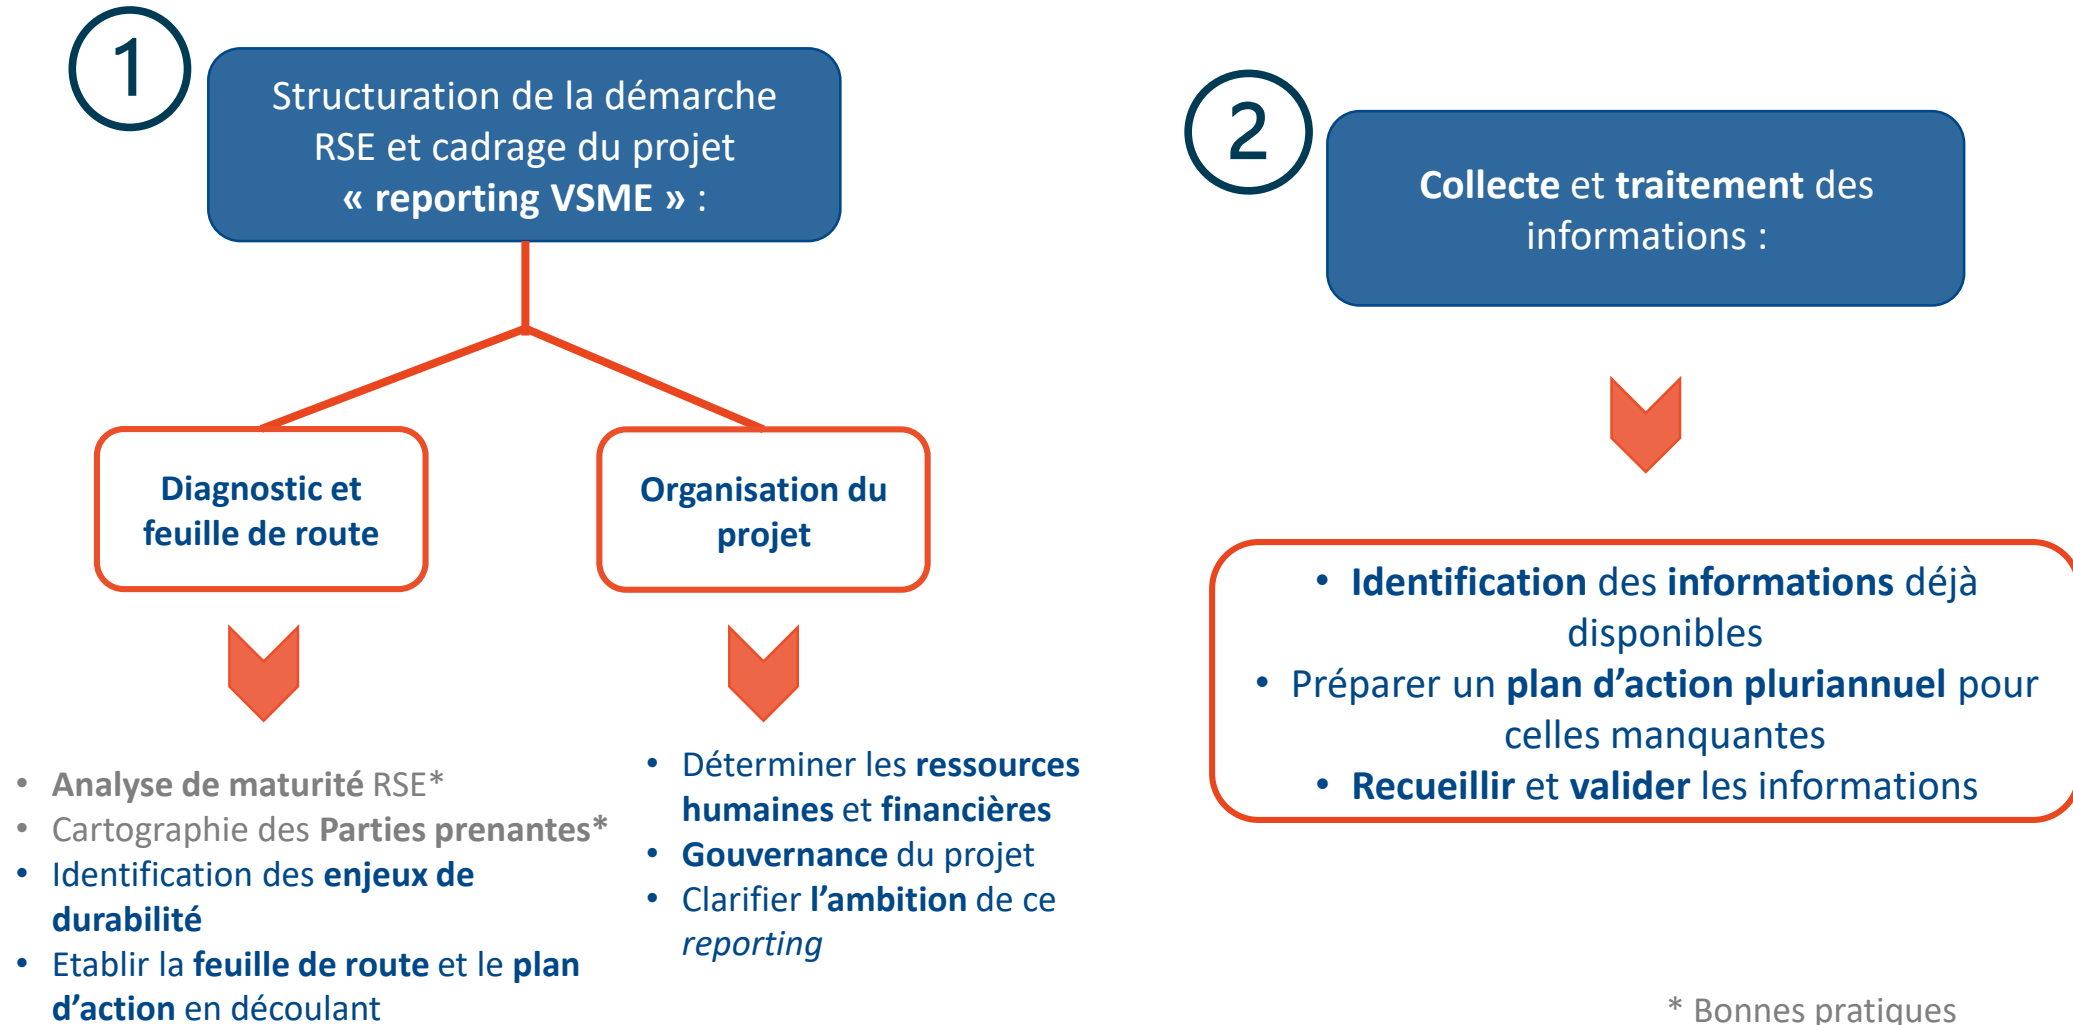 1
Structuration de la démarche
RSE et cadrage du projet
« reporting VSME » :
Diagnostic et
feuille de route
Organisation du
projet
• Analyse de maturité RSE*
• Cartographie des Parties prenantes*
• Identification des enjeux de
durabilité
• Etablir la feuille de route et le plan
d’action en découlant
• Déterminer les ressources
humaines et financières
• Gouvernance du projet
• Clarifier l’ambition de ce
reporting
2
Collecte et traitement des
informations :
• Identification des informations déjà
disponibles
• Préparer un plan d’action pluriannuel pour
celles manquantes
• Recueillir et valider les informations
* Bonnes pratiques